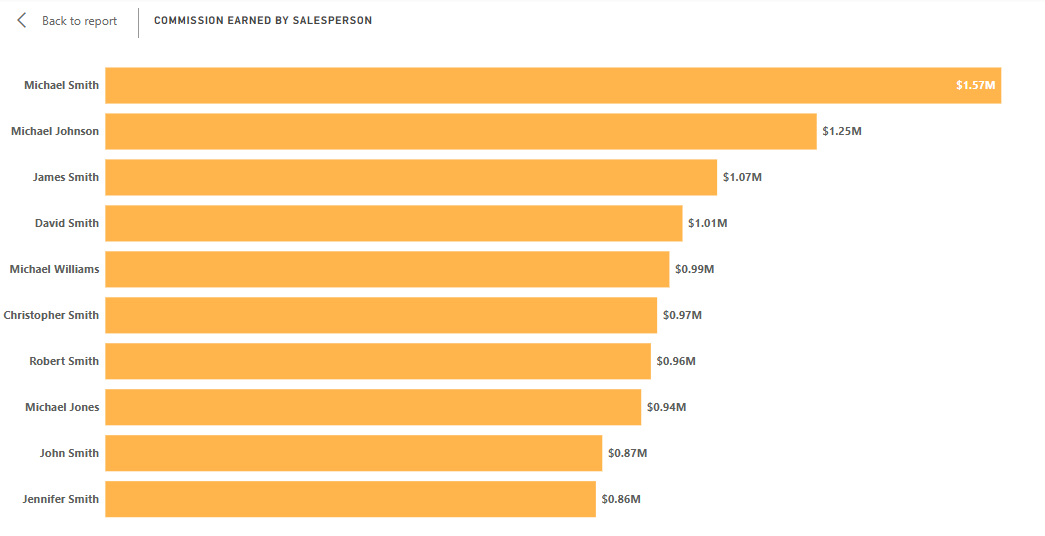 Back to report
COMMISSION EARNED BY SALESPERSON
Michael Smith $1.57M
Michael Johnson $1.25M
James Smith $1.07M
David Smith $1.01M
Michael Williams $0.99M
Christopher Smith $0.97M
Robert Smith $0.96M
Michael Jones $0.94M
John Smith $0.87M
Jennifer Smith $0.86M